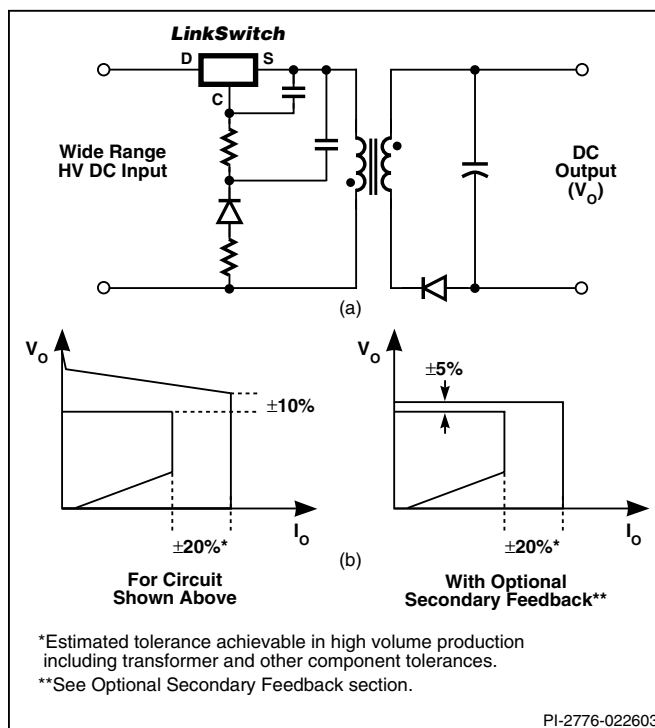 LinkSwitch
D S
C
Wide Range
HV DC Input
DC
Output
(VO)
(a)
VO
±10%
IO
±20%*
For Circuit
Shown Above
(b)
VO
±5%
IO
±20%*
With Optional
Secondary Feedback**
*Estimated tolerance achievable in high volume production
including transformer and other component tolerances.
**See Optional Secondary Feedback section.
PI-2776-022603